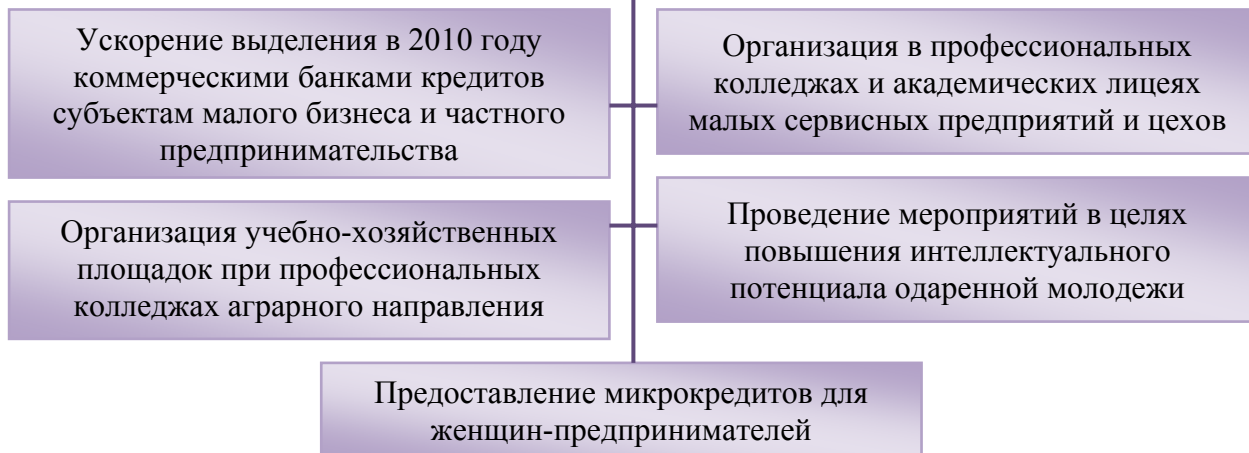 Ускорение выделения в 2010 году
коммерческими банками кредитов
субъектам малого бизнеса и частного
предпринимательства
Организация в профессиональных
колледжах и академических лицеях
малых сервисных предприятий и цехов
Организация учебно-хозяйственных
площадок при профессиональных
колледжах аграрного направления
Проведение мероприятий в целях
повышения интеллектуального
потенциала одаренной молодежи
Предоставление микрокредитов для
женщин-предпринимателей